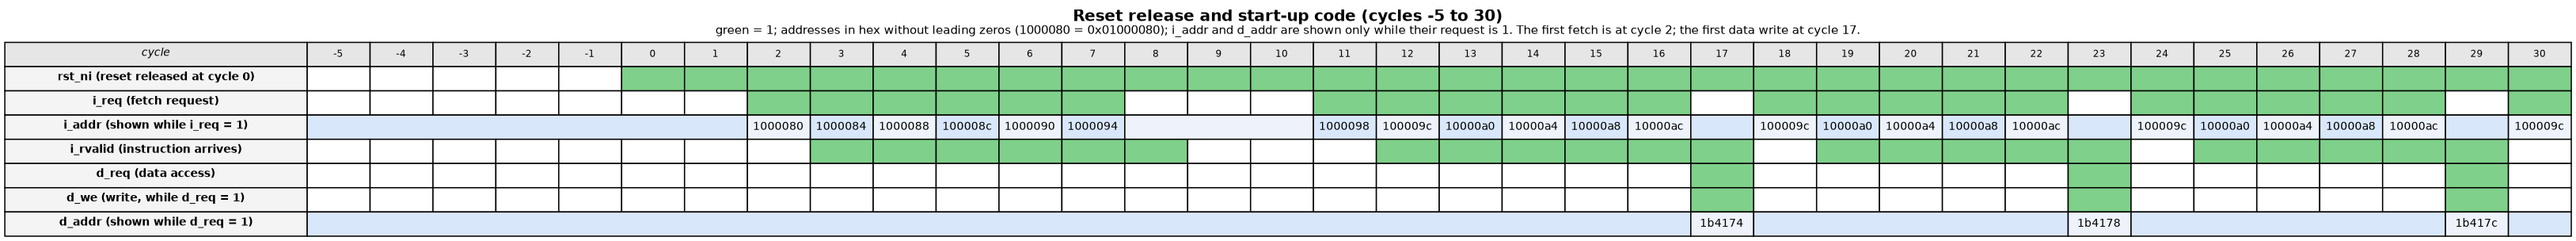 Reset release and start-up code (cycles -5 to 30)
green = 1; addresses in hex without leading zeros (1000080 = 0x01000080); i_addr and d_addr are shown only while their request is 1. The first fetch is at cycle 2; the first data write at cycle 17.
cycle -5 -4 -3 -2 -1 0 1 2 3 4 5 6 7 8 9 10 11 12 13 14 15 16 17 18 19 20 21 22 23 24 25 26 27 28 29 30
rst_ni (reset released at cycle 0)
i_req (fetch request)
i_addr (shown while i_req = 1) 1000080 1000084 1000088 100008c 1000090 1000094 1000098 100009c 10000a0 10000a4 10000a8 10000ac 100009c 10000a0 10000a4 10000a8 10000ac 100009c 10000a0 10000a4 10000a8 10000ac 100009c
i_rvalid (instruction arrives)
d_req (data access)
d_we (write, while d_req = 1)
d_addr (shown while d_req = 1) 1b4174 1b4178 1b417c